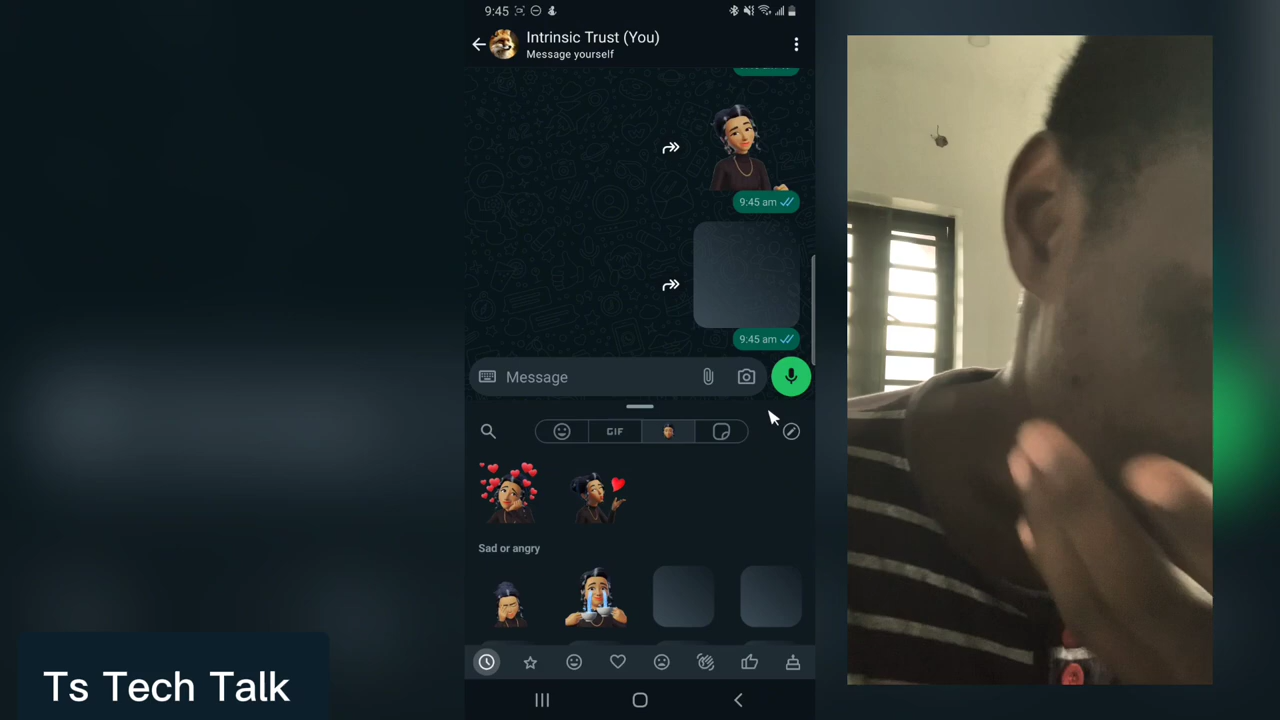 9:45
Intrinsic Trust (You)
Message yourself
9:45 am
9:45 am
Message
GIF
Sad or angry
Ts Tech Talk